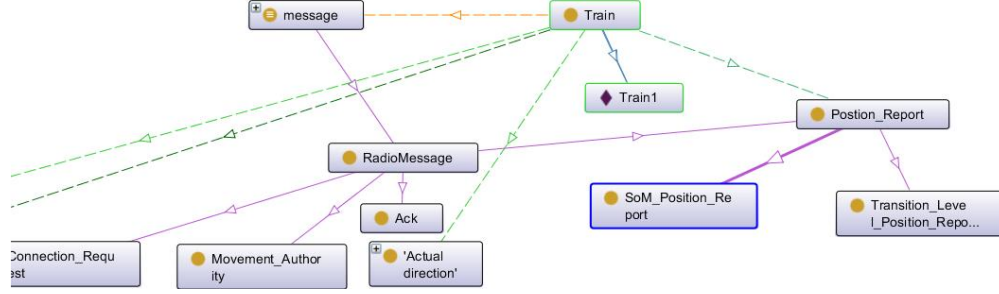 message
Train
Train1
Postion_Report
RadioMessage
SoM_Position_Re
port
Transition_Leve
l_Position_Repo...
Ack
Connection_Requ
est
Movement_Author
ity
'Actual
direction'